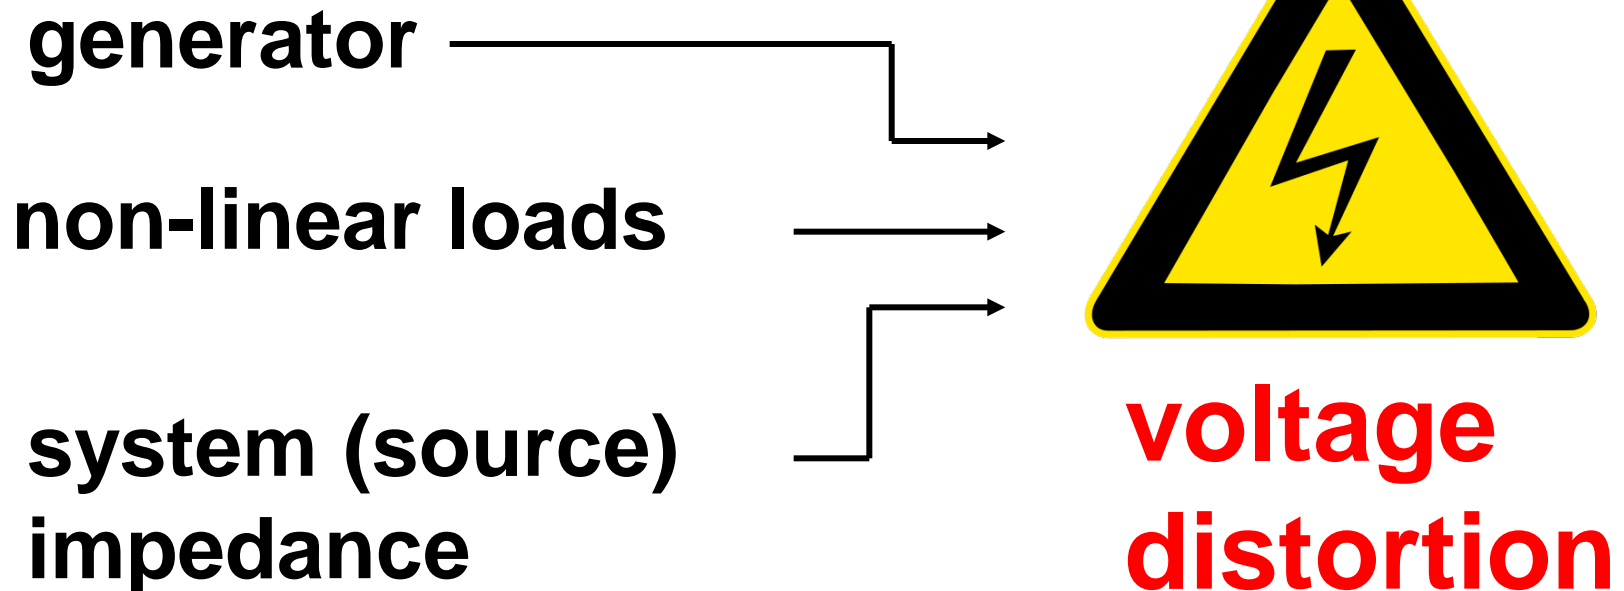 generator
non-linear loads
system (source)
impedance
voltage
distortion